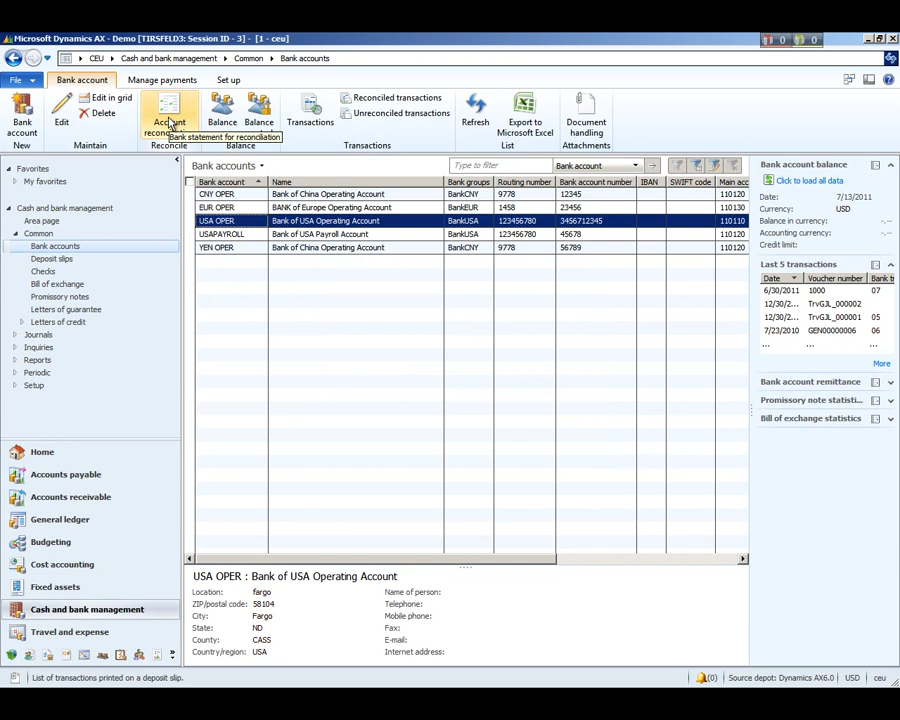 Microsoft Dynamics AX - Demo [TIRSFELD3: Session ID - 3] - [1 - ceu]
0 0
CEU Cash and bank management Common Bank accounts
File Bank account Manage payments Set up
Bank account
New
Edit
Edit in grid
Delete
Maintain
Account
Bank statement for reconciliation
Reconcile
Balance
Balance
Balance
Transactions
Reconciled transactions
Unreconciled transactions
Transactions
Refresh
Export to Microsoft Excel
List
Document handling
Attachments
Favorites
My favorites
Cash and bank management
Area page
Common
Bank accounts
Deposit slips
Checks
Bill of exchange
Promissory notes
Letters of guarantee
Letters of credit
Journals
Inquiries
Reports
Periodic
Setup
Home
Accounts payable
Accounts receivable
General ledger
Budgeting
Cost accounting
Fixed assets
Cash and bank management
Travel and expense
Bank accounts
Type to filter Bank account
Bank account Name Bank groups Routing number Bank account number IBAN SWIFT code Main acc
CNY OPER Bank of China Operating Account BankCNY 9778 12345 110120
EUR OPER BANK of Europe Operating Account BankEUR 1458 23456 110130
USA OPER Bank of USA Operating Account BankUSA 123456780 3456712345 110110
USAPAYROLL Bank of USA Payroll Account BankUSA 123456780 45678 110120
YEN OPER Bank of China Operating Account BankCNY 9778 56789 110120
USA OPER : Bank of USA Operating Account
Location: fargo
ZIP/postal code: 58104
City: Fargo
State: ND
County: CASS
Country/region: USA
Name of person:
Telephone:
Mobile phone:
Fax:
E-mail:
Internet address:
Bank account balance
Click to load all data
Date: 7/13/2011
Currency: USD
Balance in currency: -.--
Accounting currency: -.--
Credit limit:
Last 5 transactions
Date Voucher number Bank tr
6/30/2011 1000 07
12/30/2... TrvGJL_000002
12/30/2... TrvGJL_000001 05
7/23/2010 GEN00000006 06
... ... ...
More
Bank account remittance
Promissory note statisti...
Bill of exchange statistics
List of transactions printed on a deposit slip.
(0) Source depot: Dynamics AX6.0 USD ceu